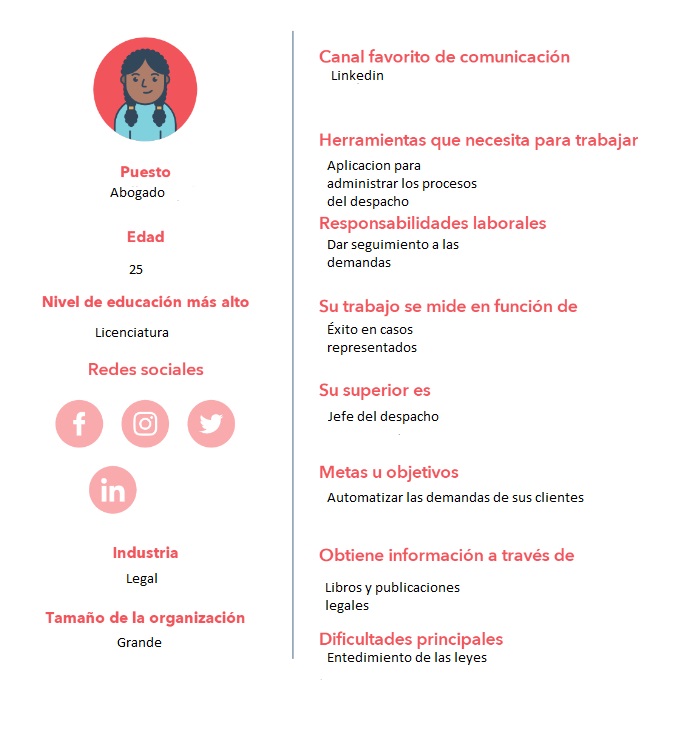 Puesto
Abogado
Edad
25
Nivel de educación más alto
Licenciatura
Redes sociales
f
in
Industria
Legal
Tamaño de la organización
Grande
Canal favorito de comunicación
Linkedin
Herramientas que necesita para trabajar
Aplicacion para
administrar los procesos
del despacho
Responsabilidades laborales
Dar seguimiento a las
demandas
Su trabajo se mide en función de
Éxito en casos
representados
Su superior es
Jefe del despacho
Metas u objetivos
Automatizar las demandas de sus clientes
Obtiene información a través de
Libros y publicaciones
legales
Dificultades principales
Entedimiento de las leyes